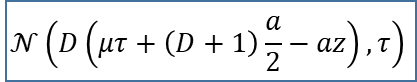 𝒩(D(μτ + (D + 1) a/2 − az), τ)